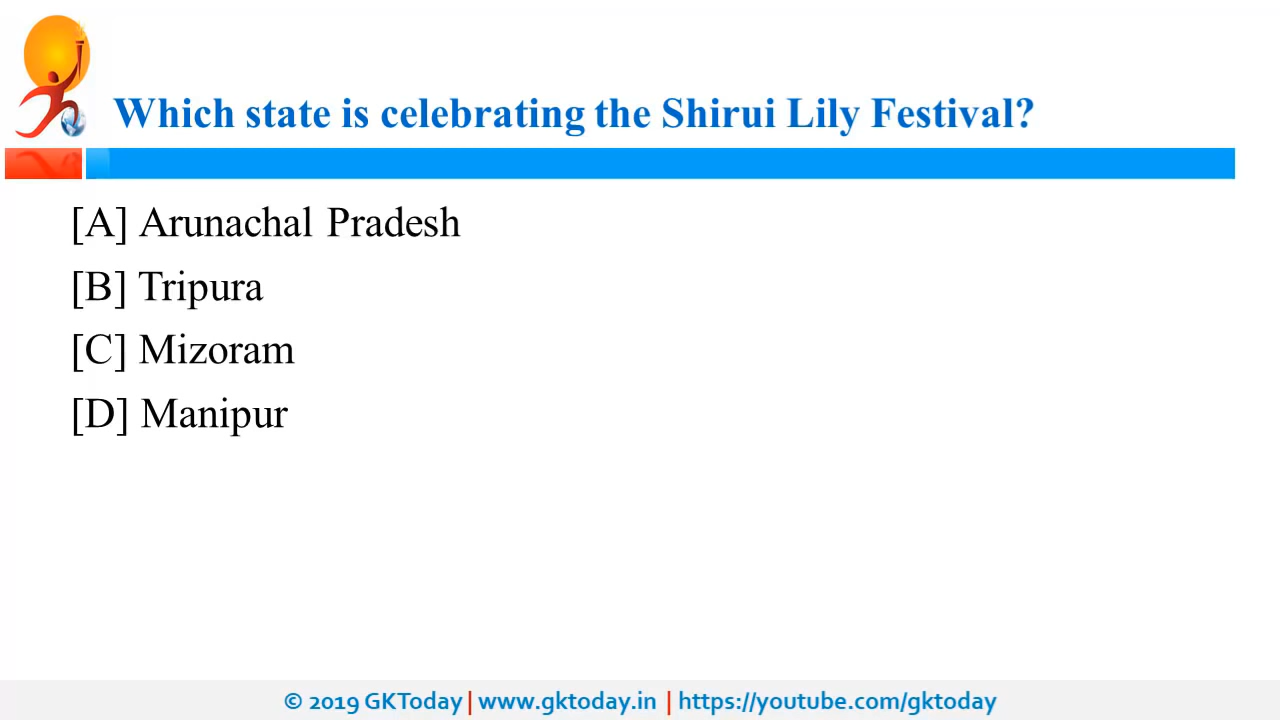 Which state is celebrating the Shirui Lily Festival?
[A] Arunachal Pradesh
[B] Tripura
[C] Mizoram
[D] Manipur
© 2019 GKToday | www.gktoday.in | https://youtube.com/gktoday